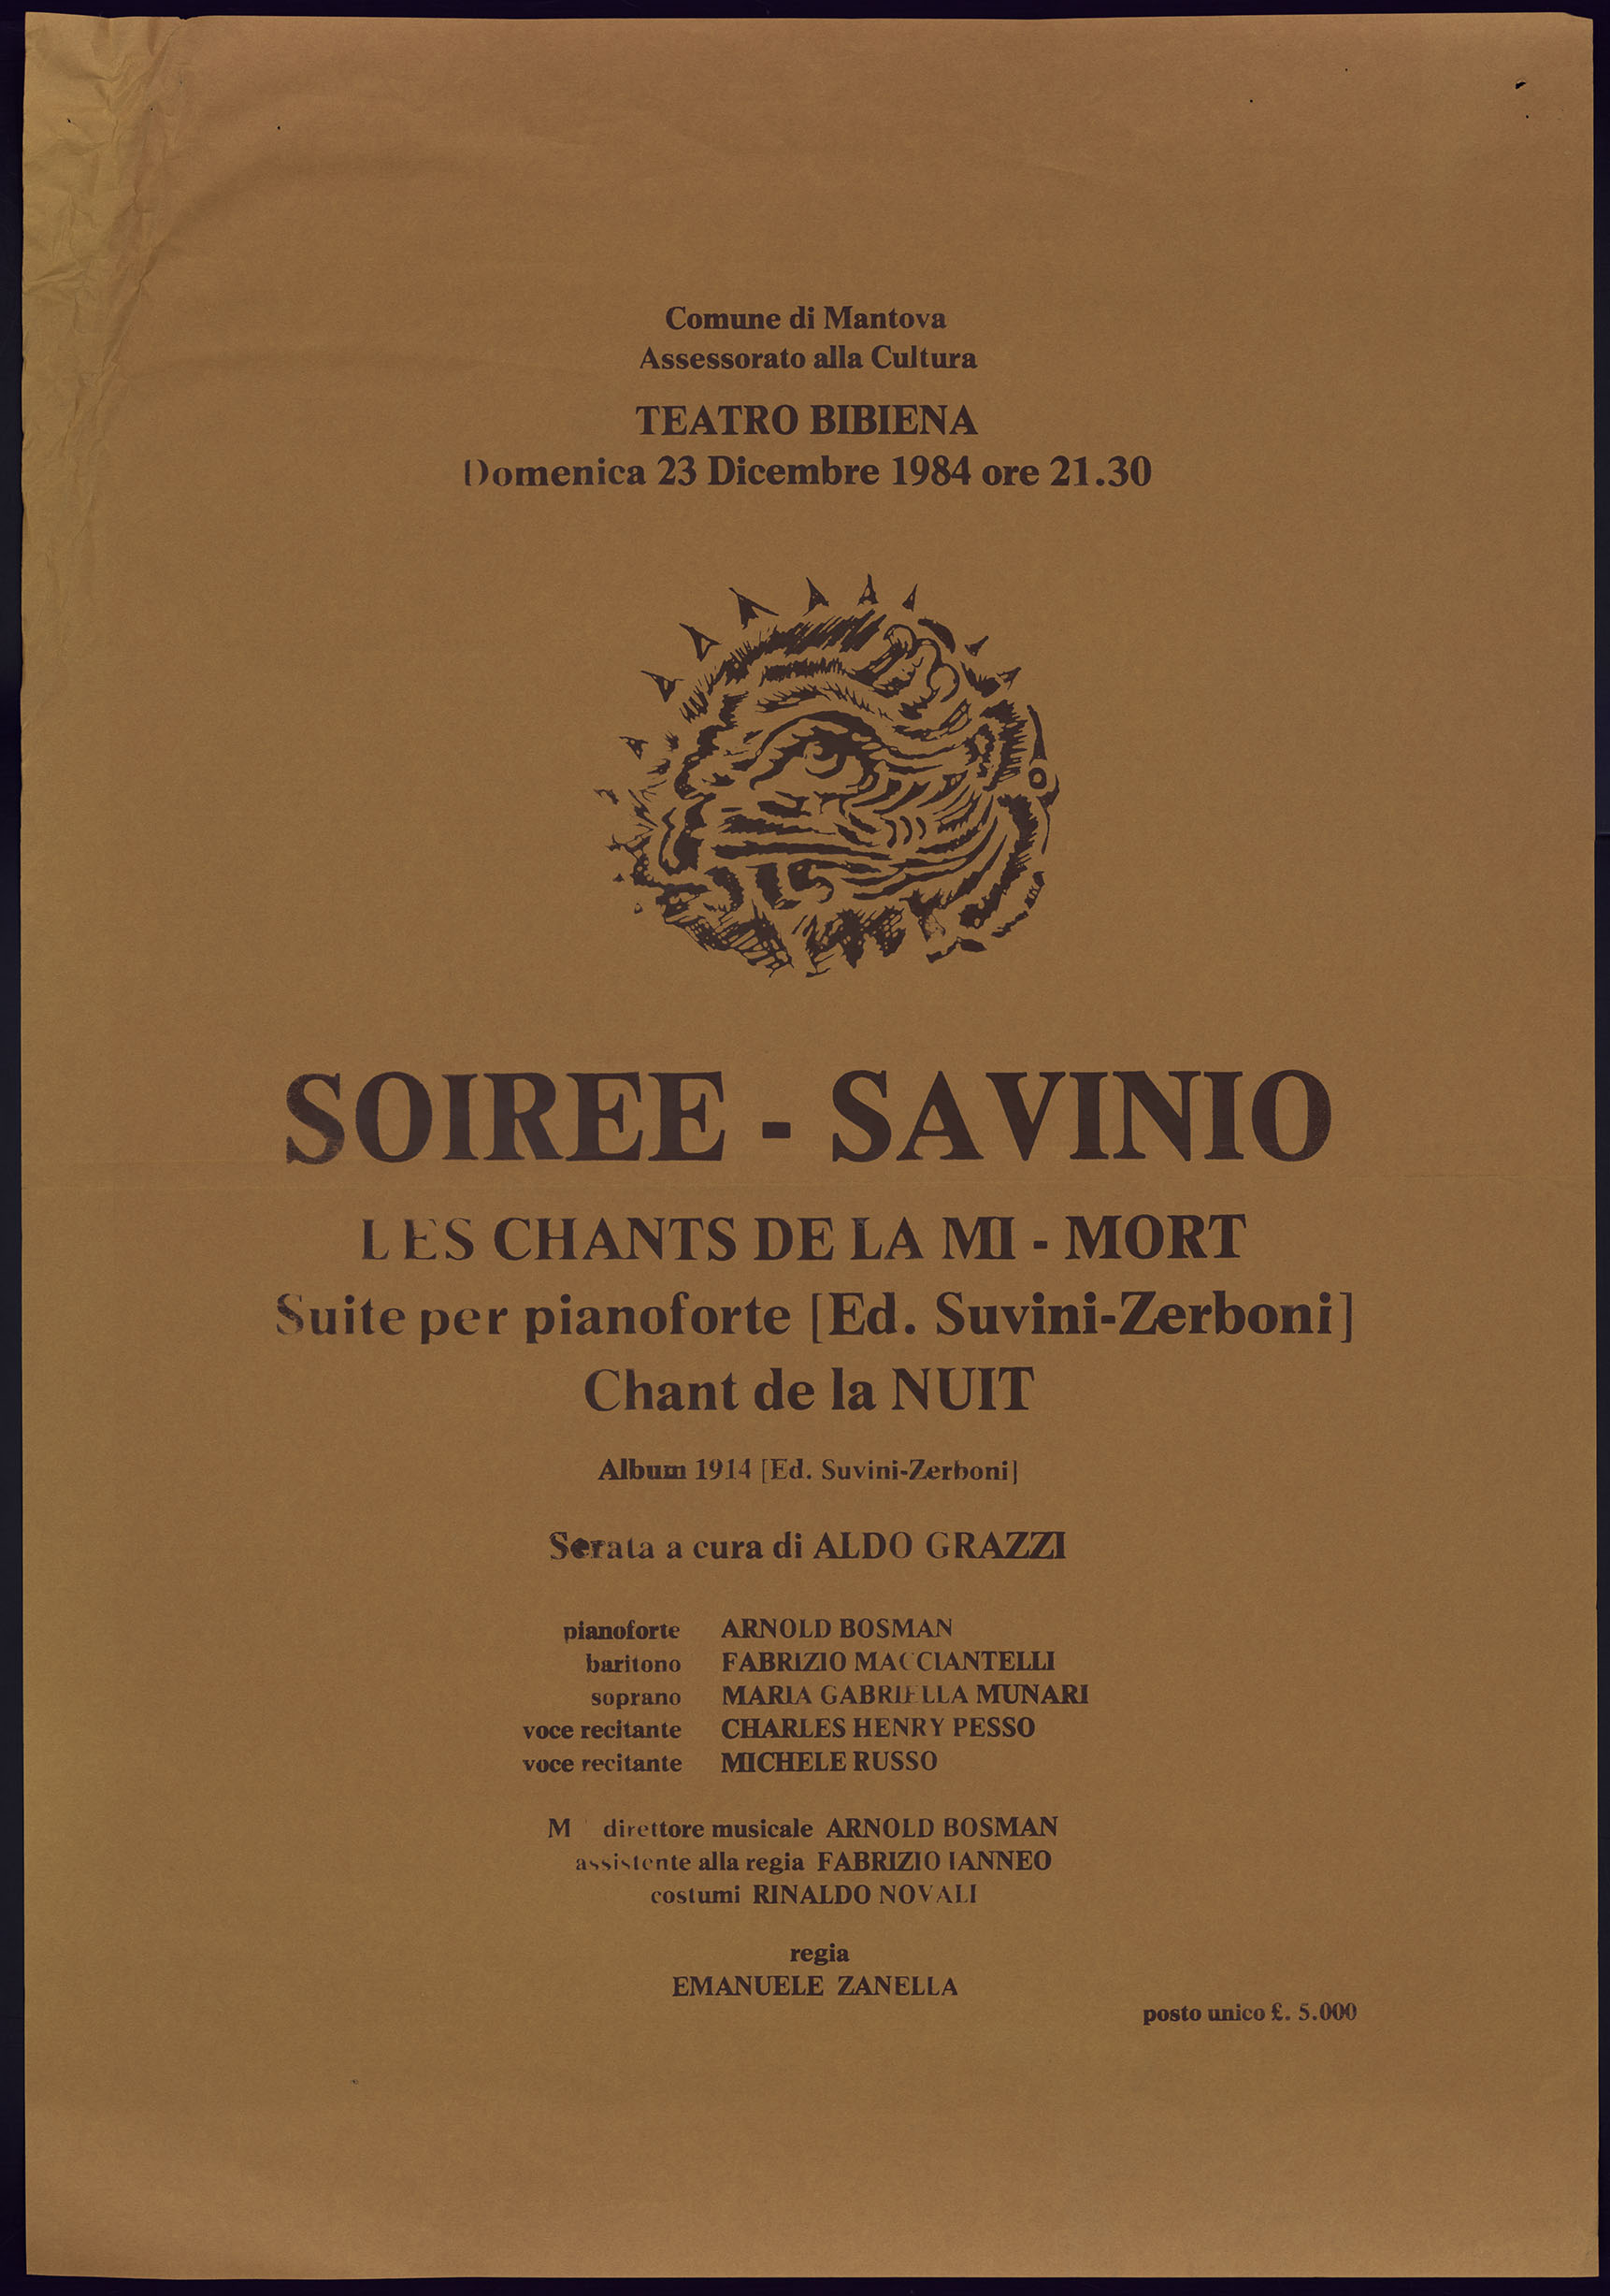 Comune di Mantova
Assessorato alla Cultura
TEATRO BIBIENA
Domenica 23 Dicembre 1984 ore 21.30
SOIREE - SAVINIO
LES CHANTS DE LA MI - MORT
Suite per pianoforte [Ed. Suvini-Zerboni]
Chant de la NUIT
Album 1914 [Ed. Suvini-Zerboni]
Serata a cura di ALDO GRAZZI
pianoforte ARNOLD BOSMAN
baritono FABRIZIO MACCIANTELLI
soprano MARIA GABRIELLA MUNARI
voce recitante CHARLES HENRY PESSO
voce recitante MICHELE RUSSO
M direttore musicale ARNOLD BOSMAN
assistente alla regia FABRIZIO IANNEO
costumi RINALDO NOVALI
regia
EMANUELE ZANELLA
posto unico £. 5.000